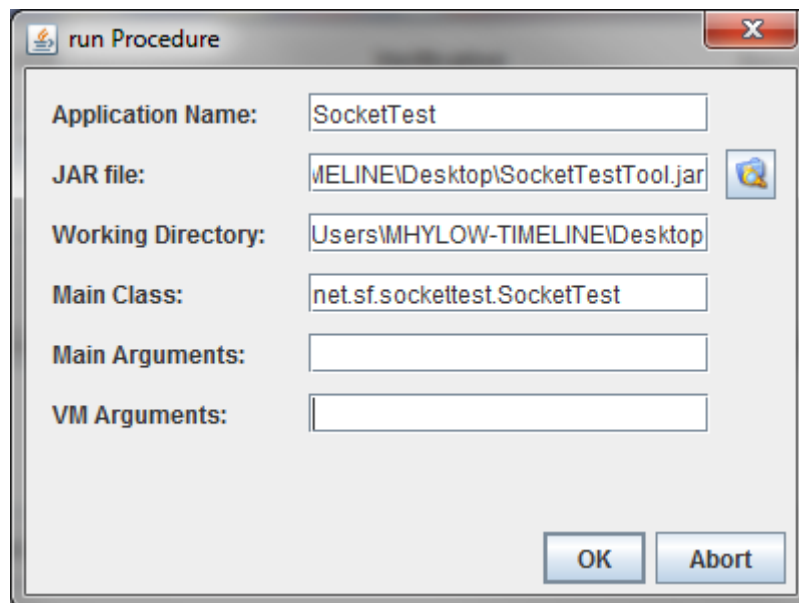 run Procedure
Application Name: SocketTest
JAR file: MELINE\Desktop\SocketTestTool.jar
Working Directory: Users\MHYLOW-TIMELINE\Desktop
Main Class: net.sf.sockettest.SocketTest
Main Arguments:
VM Arguments:
OK Abort